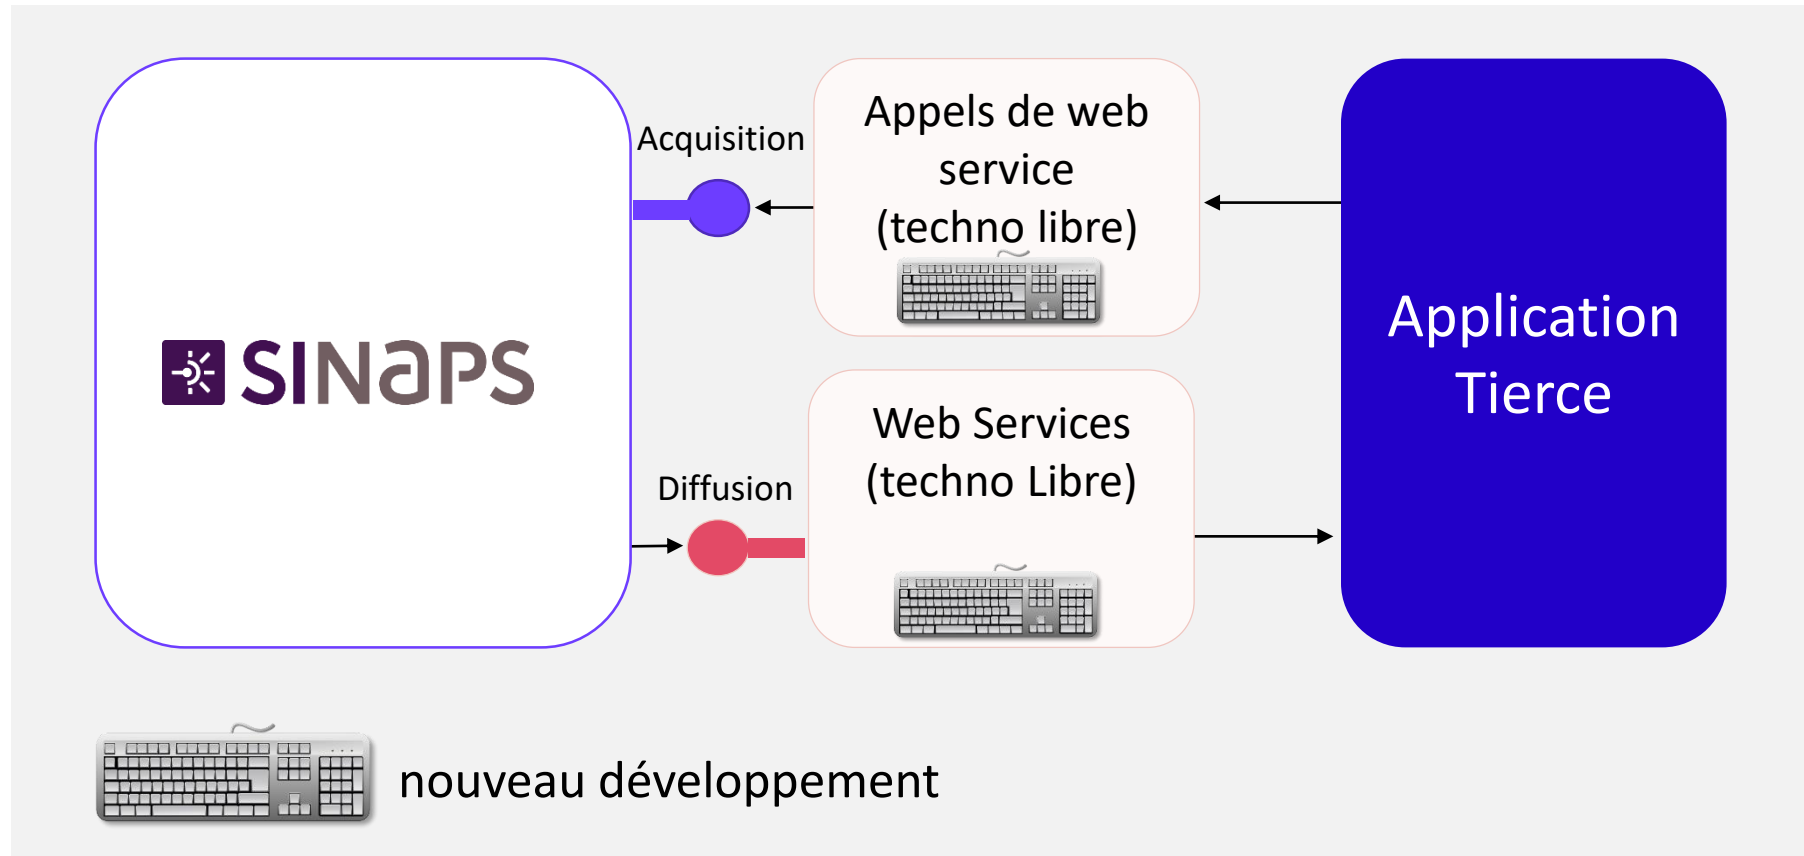 Acquisition
Appels de web
service
(techno libre)
SINAPS
Application
Tierce
Diffusion
Web Services
(techno Libre)
nouveau développement